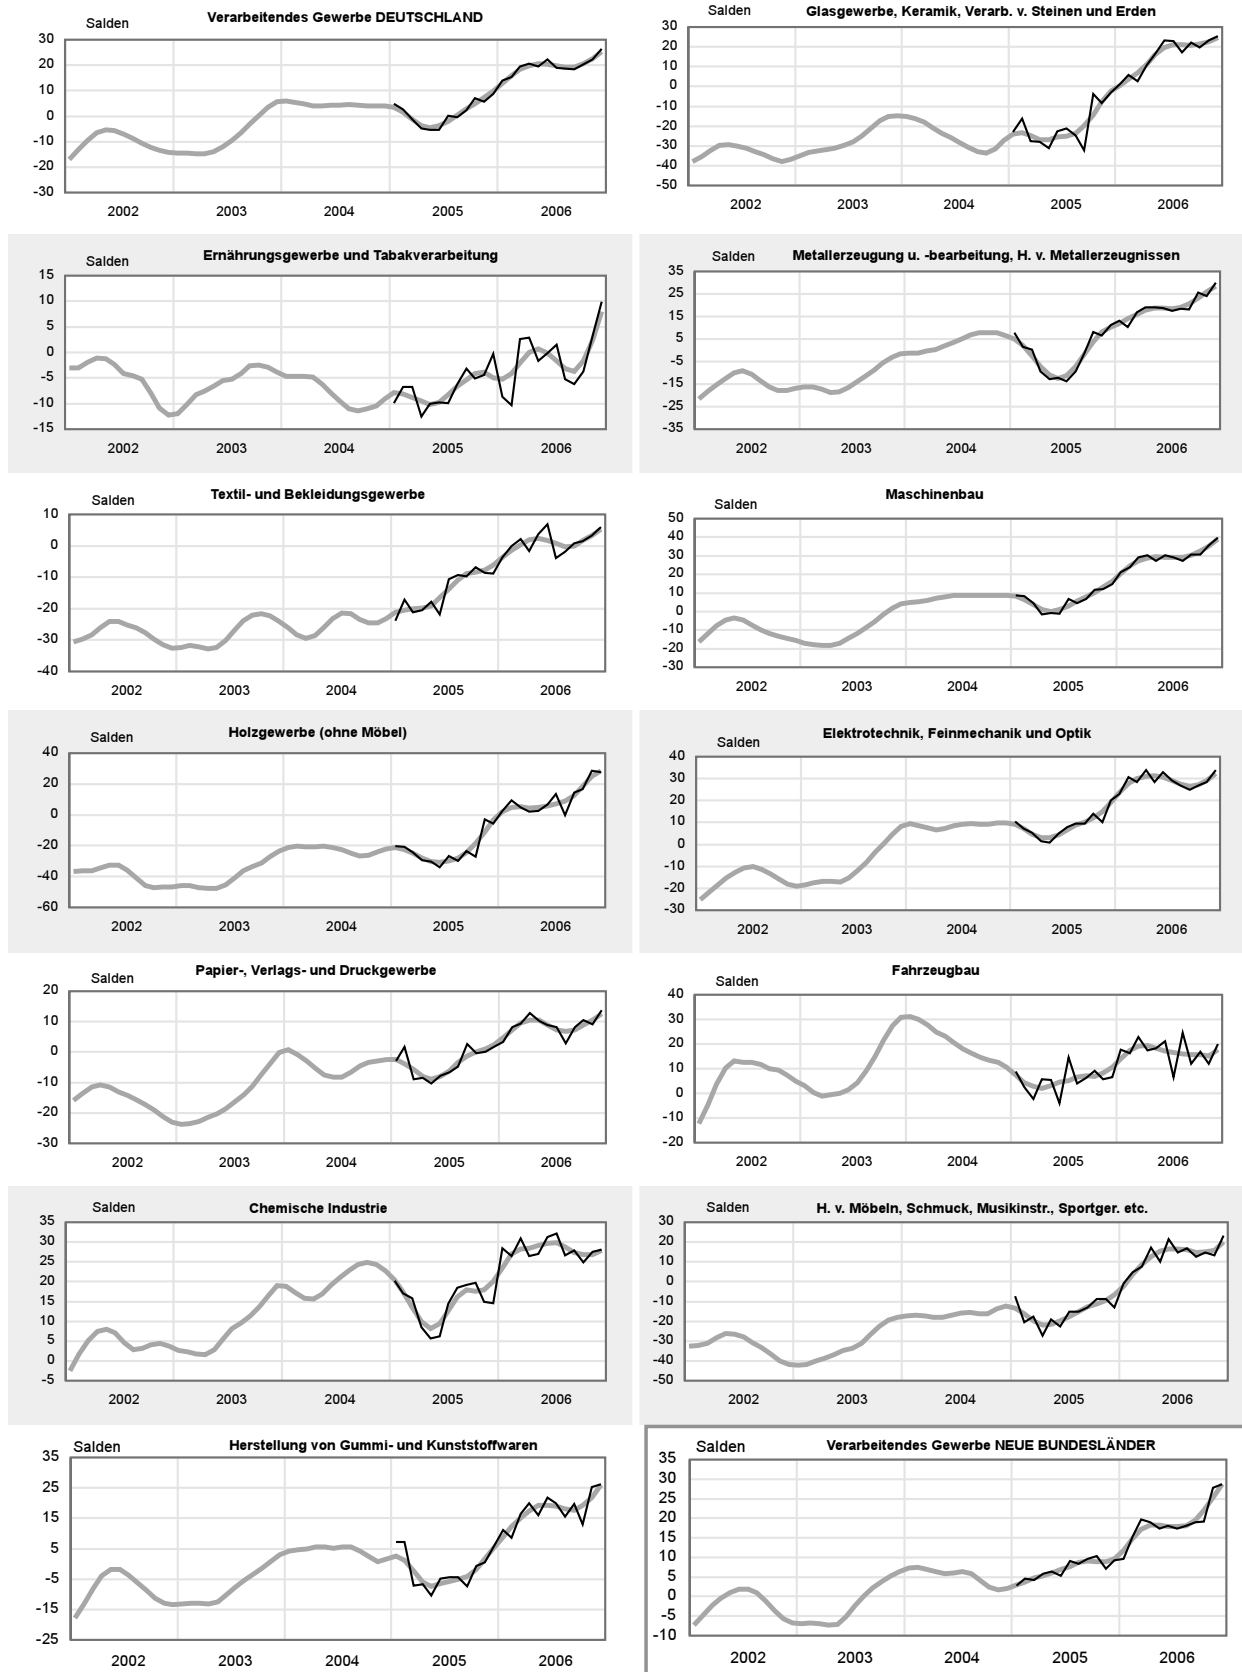 Verarbeitendes Gewerbe DEUTSCHLAND
Salden
30
20
10
0
-10
-20
-30
2002 2003 2004 2005 2006
Glasgewerbe, Keramik, Verarb. v. Steinen und Erden
Salden
30
20
10
0
-10
-20
-30
-40
-50
2002 2003 2004 2005 2006
Ernährungsgewerbe und Tabakverarbeitung
Salden
15
10
5
0
-5
-10
-15
2002 2003 2004 2005 2006
Metallerzeugung u. -bearbeitung, H. v. Metallerzeugnissen
Salden
35
25
15
5
-5
-15
-25
-35
2002 2003 2004 2005 2006
Textil- und Bekleidungsgewerbe
Salden
10
0
-10
-20
-30
-40
2002 2003 2004 2005 2006
Maschinenbau
Salden
50
40
30
20
10
0
-10
-20
-30
2002 2003 2004 2005 2006
Holzgewerbe (ohne Möbel)
Salden
40
20
0
-20
-40
-60
2002 2003 2004 2005 2006
Elektrotechnik, Feinmechanik und Optik
Salden
40
30
20
10
0
-10
-20
-30
2002 2003 2004 2005 2006
Papier-, Verlags- und Druckgewerbe
Salden
20
10
0
-10
-20
-30
2002 2003 2004 2005 2006
Fahrzeugbau
Salden
40
30
20
10
0
-10
-20
2002 2003 2004 2005 2006
Chemische Industrie
Salden
35
30
25
20
15
10
5
0
-5
2002 2003 2004 2005 2006
H. v. Möbeln, Schmuck, Musikinstr., Sportger. etc.
Salden
30
20
10
0
-10
-20
-30
-40
-50
2002 2003 2004 2005 2006
Herstellung von Gummi- und Kunststoffwaren
Salden
35
25
15
5
-5
-15
-25
2002 2003 2004 2005 2006
Verarbeitendes Gewerbe NEUE BUNDESLÄNDER
Salden
35
30
25
20
15
10
5
0
-5
-10
2002 2003 2004 2005 2006